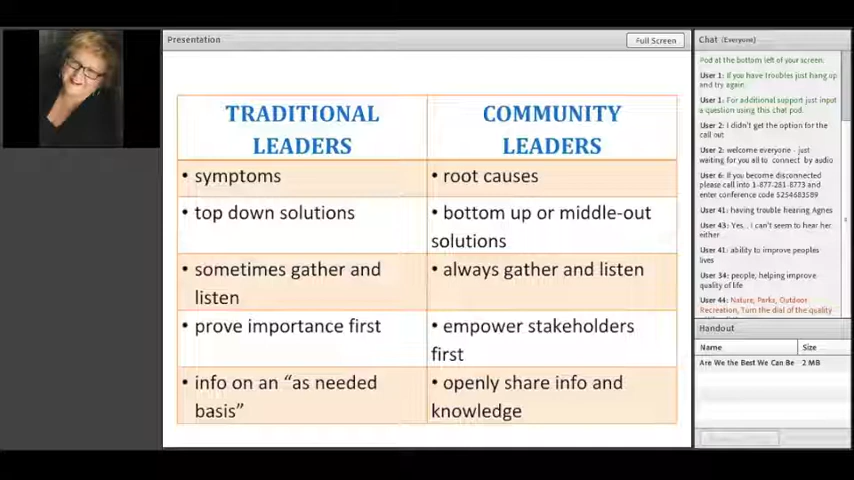 Presentation
Full Screen
TRADITIONAL
LEADERS
COMMUNITY
LEADERS
• symptoms
• root causes
• top down solutions
• bottom up or middle-out
solutions
• sometimes gather and
listen
• always gather and listen
• prove importance first
• empower stakeholders
first
• info on an “as needed
basis”
• openly share info and
knowledge
Chat (Everyone)
Pod at the bottom left of your screen.
User 1: If you have troubles just hang up
and try again.
User 1: For additional support just input
a question using this chat pod.
User 2: I didn't get the option for the
call out
User 2: welcome everyone - just
waiting for you all to connect by audio
User 6: If you become disconnected
please call into 1-877-281-8773 and
enter conference code
User 41: having trouble hearing Agnes
User 43: Yes... I can't seem to hear her
either
User 41: ability to improve peoples
lives
User 34: people, helping improve
quality of life
User 44: Nature, Parks, Outdoor
Recreation, Turn the dial of the quality
Handout
Name
Size
Are We the Best We Can Be
2 MB